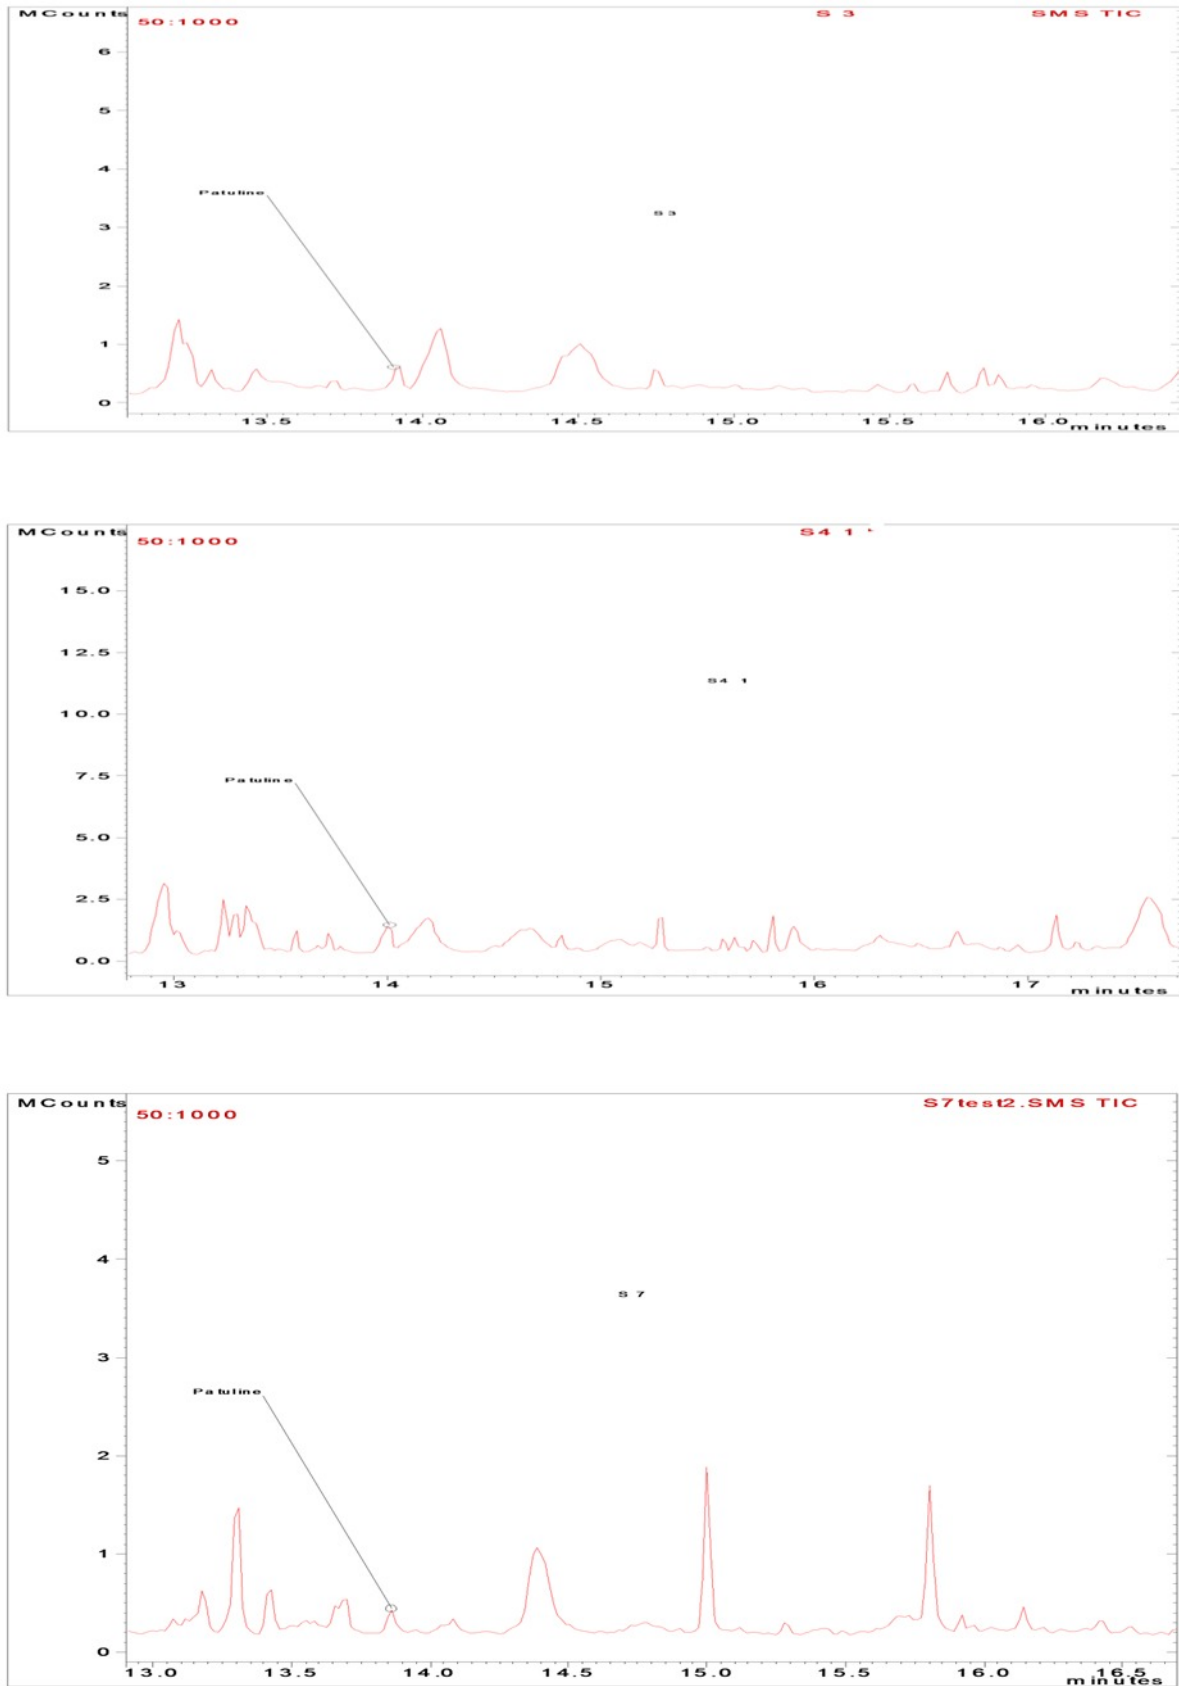 MCounts
50:1000
S 3
SMS TIC
6
5
4
Patuline
S 3
3
2
1
0
13.5 14.0 14.5 15.0 15.5 16.0
minutes
MCounts
50:1000
S4 1
15.0
12.5
S4 1
10.0
7.5
Patuline
5.0
2.5
0.0
13 14 15 16 17
minutes
MCounts
50:1000
S7test2.SMS TIC
5
4
S 7
3
Patuline
2
1
0
13.0 13.5 14.0 14.5 15.0 15.5 16.0 16.5
minutes